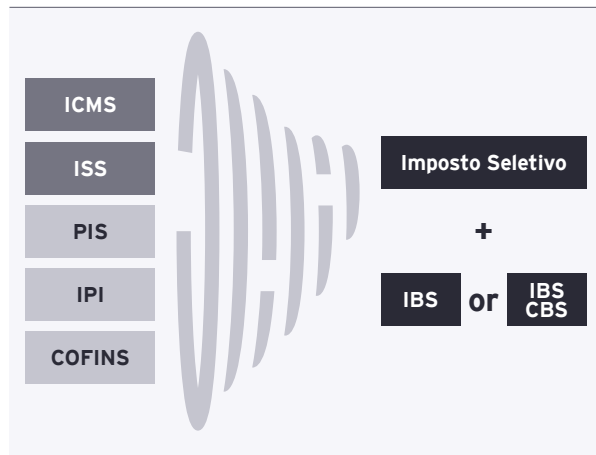 ICMS
ISS
PIS
IPI
COFINS
Imposto Seletivo
+
IBS or IBS
CBS